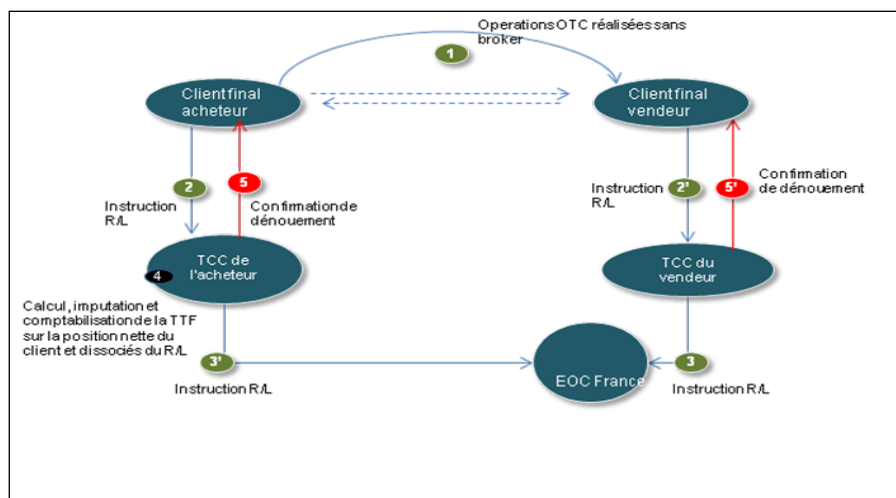 Operations OTC réalisées sans
broker
1
Client final
acheteur
Client final
vendeur
2
5
Instruction
R/L
Confirmation de
dénouement
2'
5'
Instruction
R/L
Confirmation
de dénouement
TCC de
l'acheteur
4
TCC du
vendeur
Calcul, imputation et
comptabilisation de la TTF
sur la position nette du
client et dissociés du R/L
3'
Instruction R/L
EOC France
3
Instruction R/L